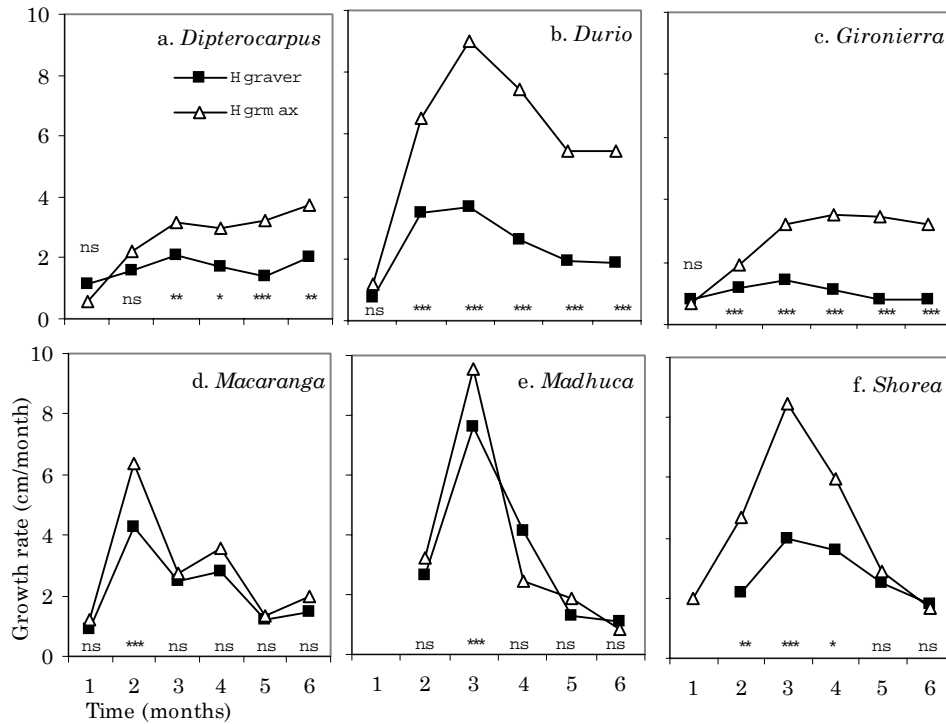 10
8
6
4
2
0
a. Dipterocarpus
Hgraver
Hgrmax
ns
ns ** * *** **
b. Durio
ns *** *** *** *** ***
c. Gironierra
ns
*** *** *** *** ***
10
8
6
4
2
0
Growth rate (cm/month)
d. Macaranga
ns *** ns ns ns ns
1 2 3 4 5 6
Time (months)
e. Madhuca
ns *** ns ns ns
1 2 3 4 5 6
f. Shorea
** *** * ns ns
1 2 3 4 5 6